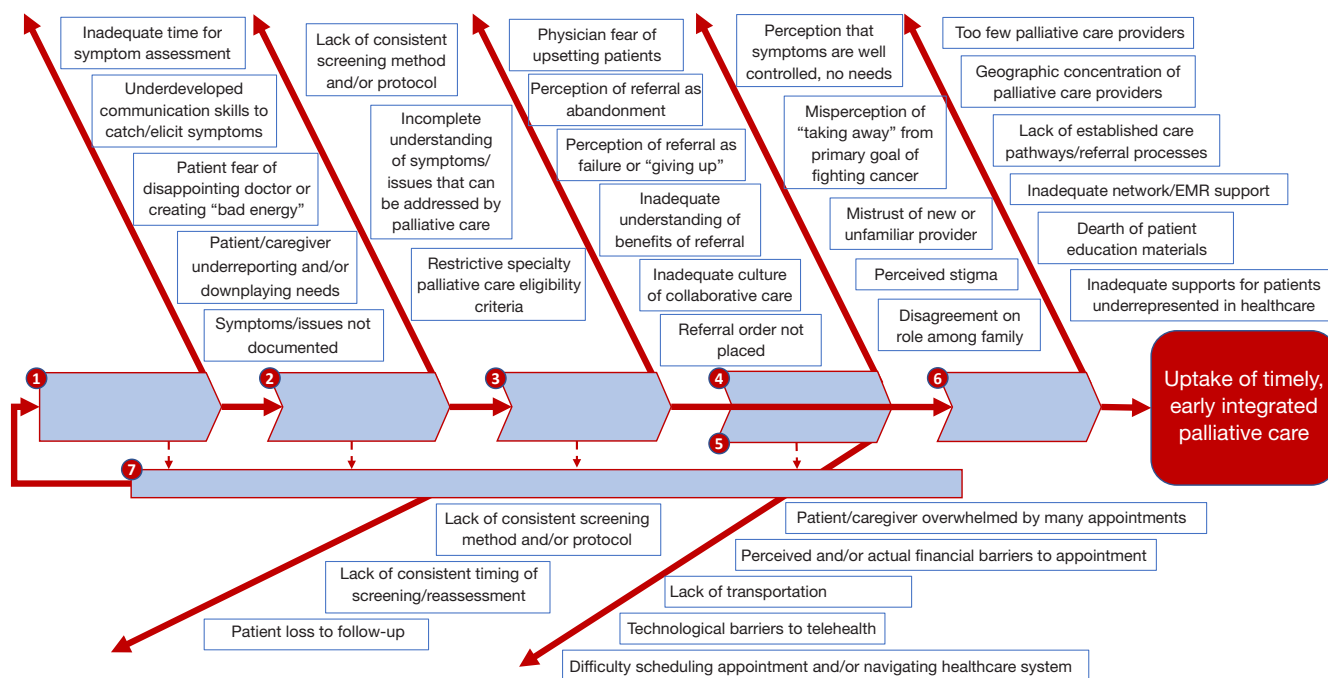 Inadequate time for
symptom assessment
Underdeveloped
communication skills to
catch/elicit symptoms
Patient fear of
disappointing doctor or
creating “bad energy”
Patient/caregiver
underreporting and/or
downplaying needs
Symptoms/issues not
documented
Lack of consistent
screening method
and/or protocol
Incomplete
understanding
of symptoms/
issues that can
be addressed by
palliative care
Restrictive specialty
palliative care eligibility
criteria
Physician fear of
upsetting patients
Perception of referral as
abandonment
Perception of referral as
failure or “giving up”
Inadequate
understanding of
benefits of referral
Inadequate culture
of collaborative care
Referral order not
placed
Perception that
symptoms are well
controlled, no needs
Misperception of
“taking away” from
primary goal of
fighting cancer
Mistrust of new or
unfamiliar provider
Perceived stigma
Disagreement on
role among family
Too few palliative care providers
Geographic concentration of
palliative care providers
Lack of established care
pathways/referral processes
Inadequate network/EMR support
Dearth of patient
education materials
Inadequate supports for patients
underrepresented in healthcare
1
2
3
4
5
6
Uptake of timely,
early integrated
palliative care
7
Lack of consistent screening
method and/or protocol
Lack of consistent timing of
screening/reassessment
Patient loss to follow-up
Patient/caregiver overwhelmed by many appointments
Perceived and/or actual financial barriers to appointment
Lack of transportation
Technological barriers to telehealth
Difficulty scheduling appointment and/or navigating healthcare system